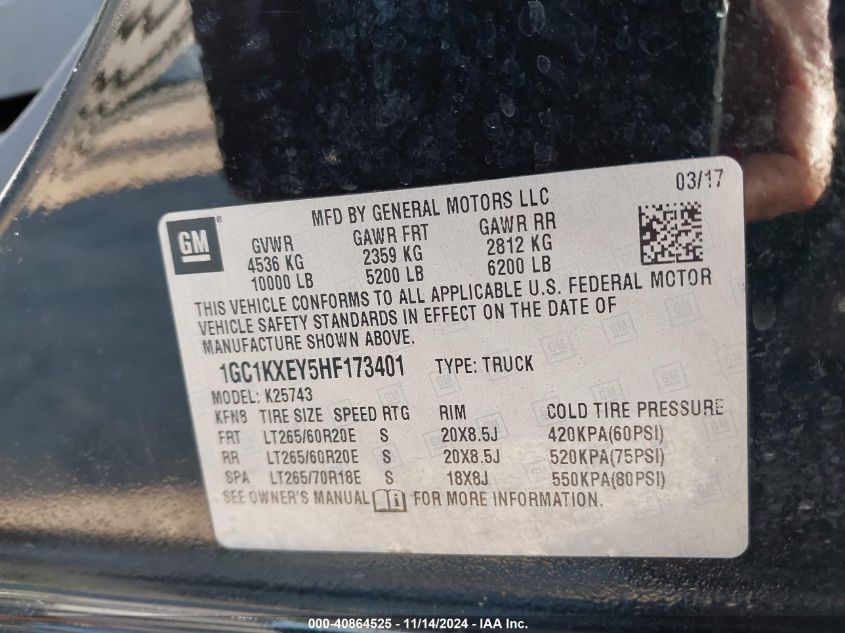 MFD BY GENERAL MOTORS LLC 03/17
GM ®
GVWR GAWR FRT GAWR RR
4536 KG 2359 KG 2812 KG
10000 LB 5200 LB 6200 LB
THIS VEHICLE CONFORMS TO ALL APPLICABLE U.S. FEDERAL MOTOR
VEHICLE SAFETY STANDARDS IN EFFECT ON THE DATE OF
MANUFACTURE SHOWN ABOVE.
1GC1KXEY5HF173401 TYPE: TRUCK
MODEL: K25743
KFN8 TIRE SIZE SPEED RTG RIM COLD TIRE PRESSURE
FRT LT265/60R20E S 20X8.5J 420KPA(60PSI)
RR LT265/60R20E S 20X8.5J 520KPA(75PSI)
SPA LT265/70R18E S 18X8J 550KPA(80PSI)
SEE OWNER'S MANUAL FOR MORE INFORMATION.
000-40864525 - 11/14/2024 - IAA Inc.